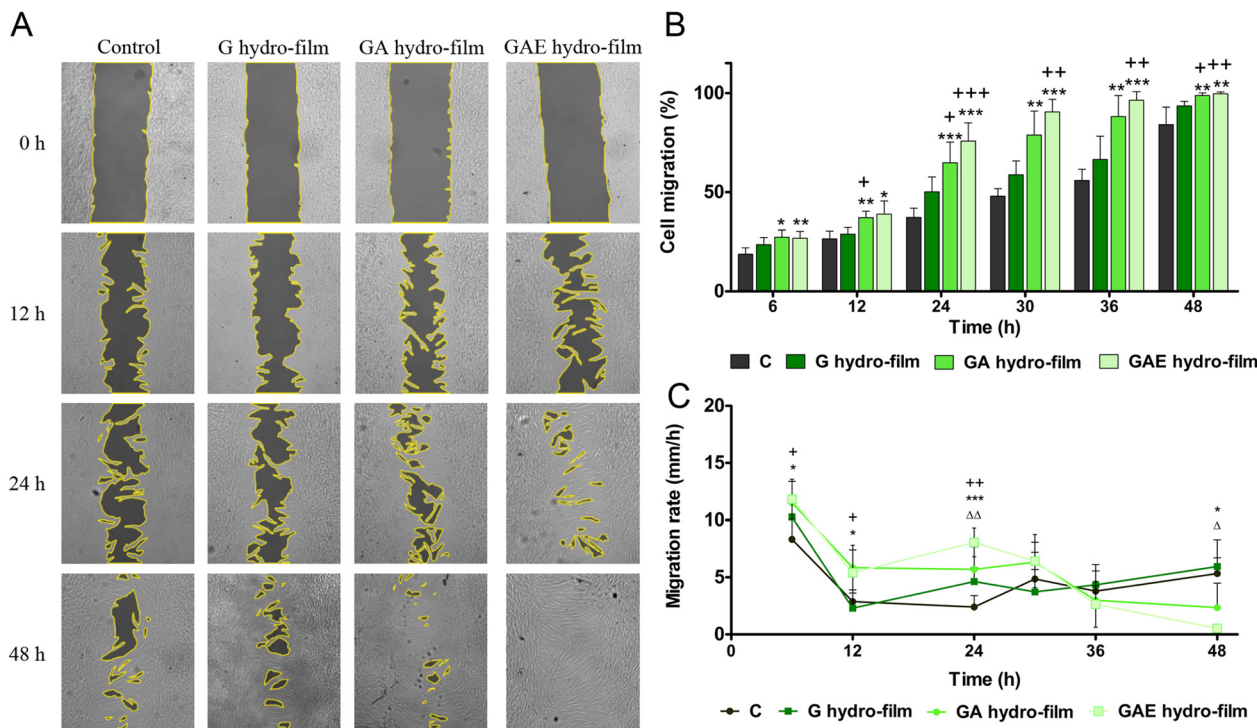 A
Control G hydro-film GA hydro-film GAE hydro-film
0 h
12 h
24 h
48 h
B
Cell migration (%)
100
50
0
+ + + +
+ + + + + + + +
+ *** *** ** *** ** *** ** **
+ ***
* ** ** *
6 12 24 30 36 48
Time (h)
C G hydro-film GA hydro-film GAE hydro-film
C
Migration rate (mm/h)
20
15
10
5
0
+
*
+
*
++
***
ΔΔ
*
Δ
0 12 24 36 48
Time (h)
C G hydro-film GA hydro-film GAE hydro-film